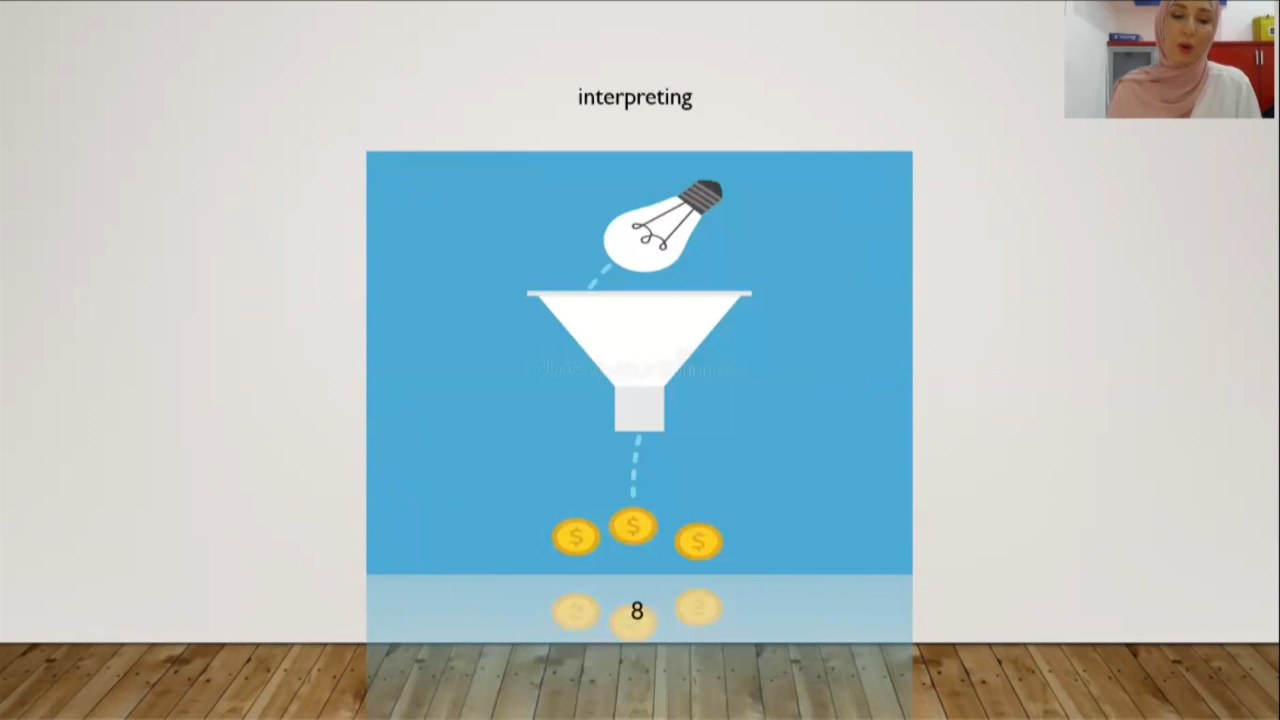 interpreting
$
$ $
8